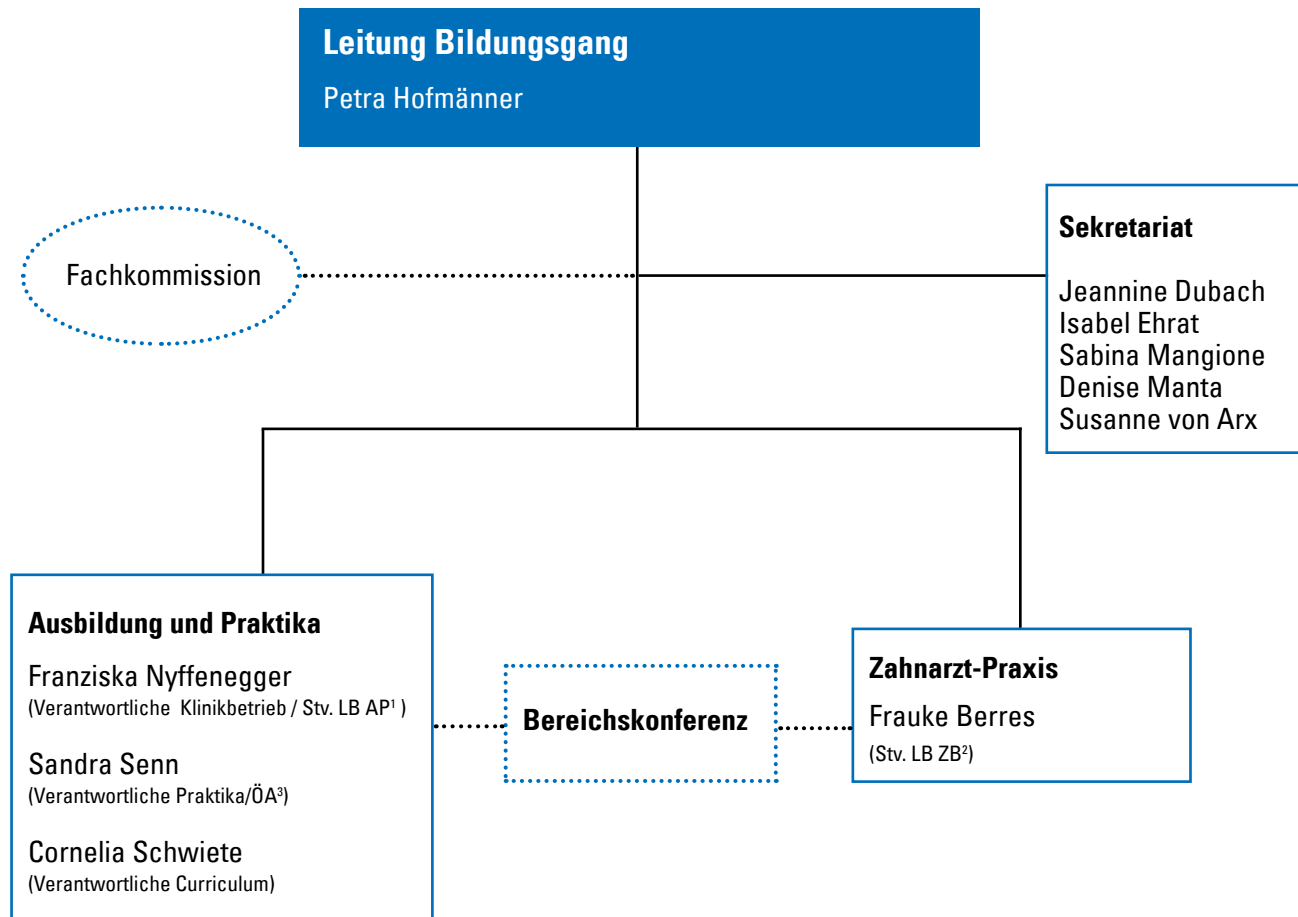 Leitung Bildungsgang
Petra Hofmänner
Fachkommission
Sekretariat
Jeannine Dubach
Isabel Ehrat
Sabina Mangione
Denise Manta
Susanne von Arx
Ausbildung und Praktika
Franziska Nyffenegger
(Verantwortliche Klinikbetrieb / Stv. LB AP¹ )
Sandra Senn
(Verantwortliche Praktika/ÖA³)
Cornelia Schwiete
(Verantwortliche Curriculum)
Bereichskonferenz
Zahnarzt-Praxis
Frauke Berres
(Stv. LB ZB²)